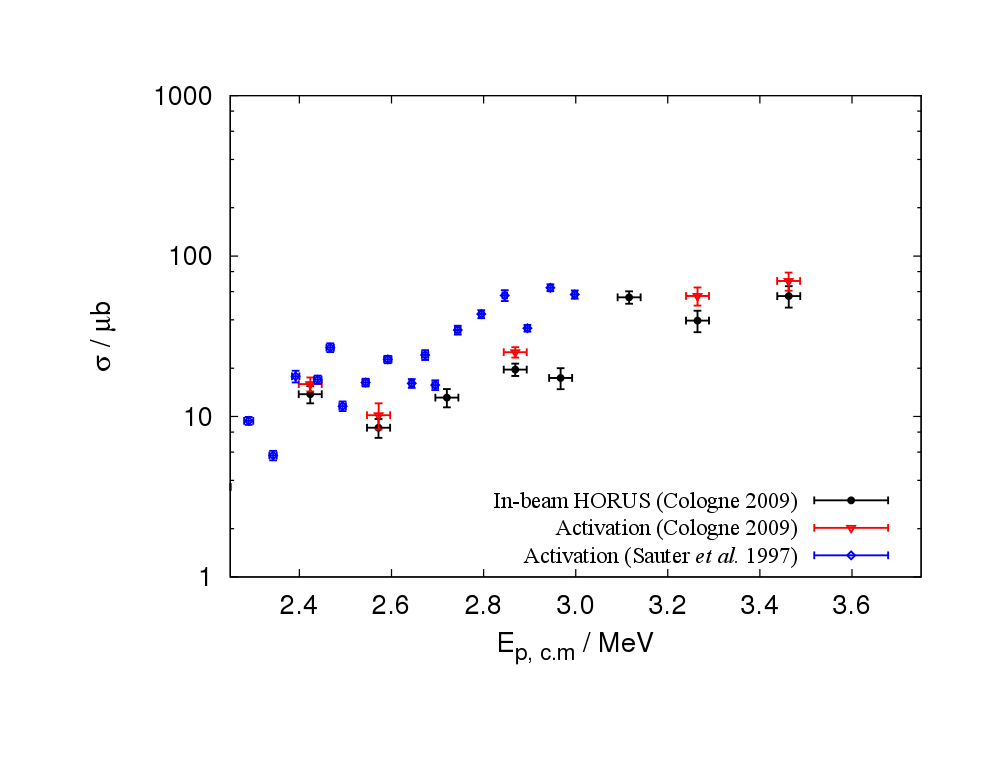 1000
100
10
1
σ / μb
In-beam HORUS (Cologne 2009)
Activation (Cologne 2009)
Activation (Sauter et al. 1997)
2.4 2.6 2.8 3.0 3.2 3.4 3.6
E_p, c.m / MeV